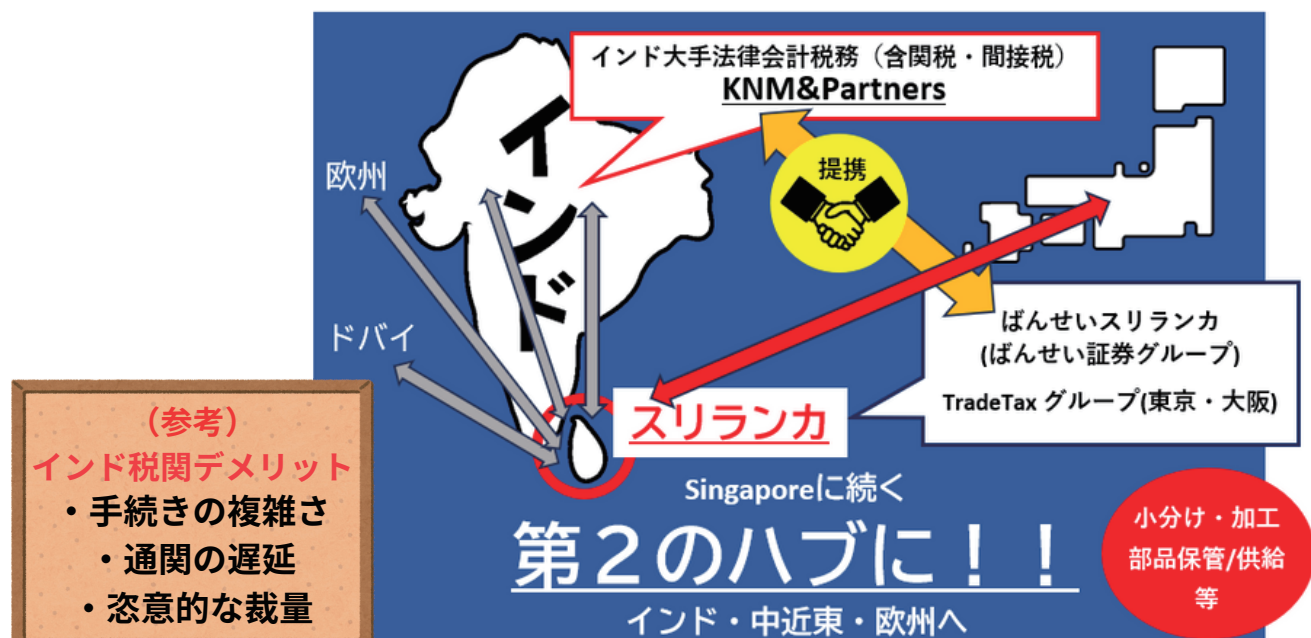 インド大手法律会計税務（含関税・間接税）
KNM&Partners
インド
提携
欧州
ドバイ
ばんせいスリランカ
(ばんせい証券グループ)
TradeTax グループ(東京・大阪)
スリランカ
（参考）
インド税関デメリット
・手続きの複雑さ
・通関の遅延
・恣意的な裁量
Singaporeに続く
第２のハブに！！
インド・中近東・欧州へ
小分け・加工
部品保管/供給
等